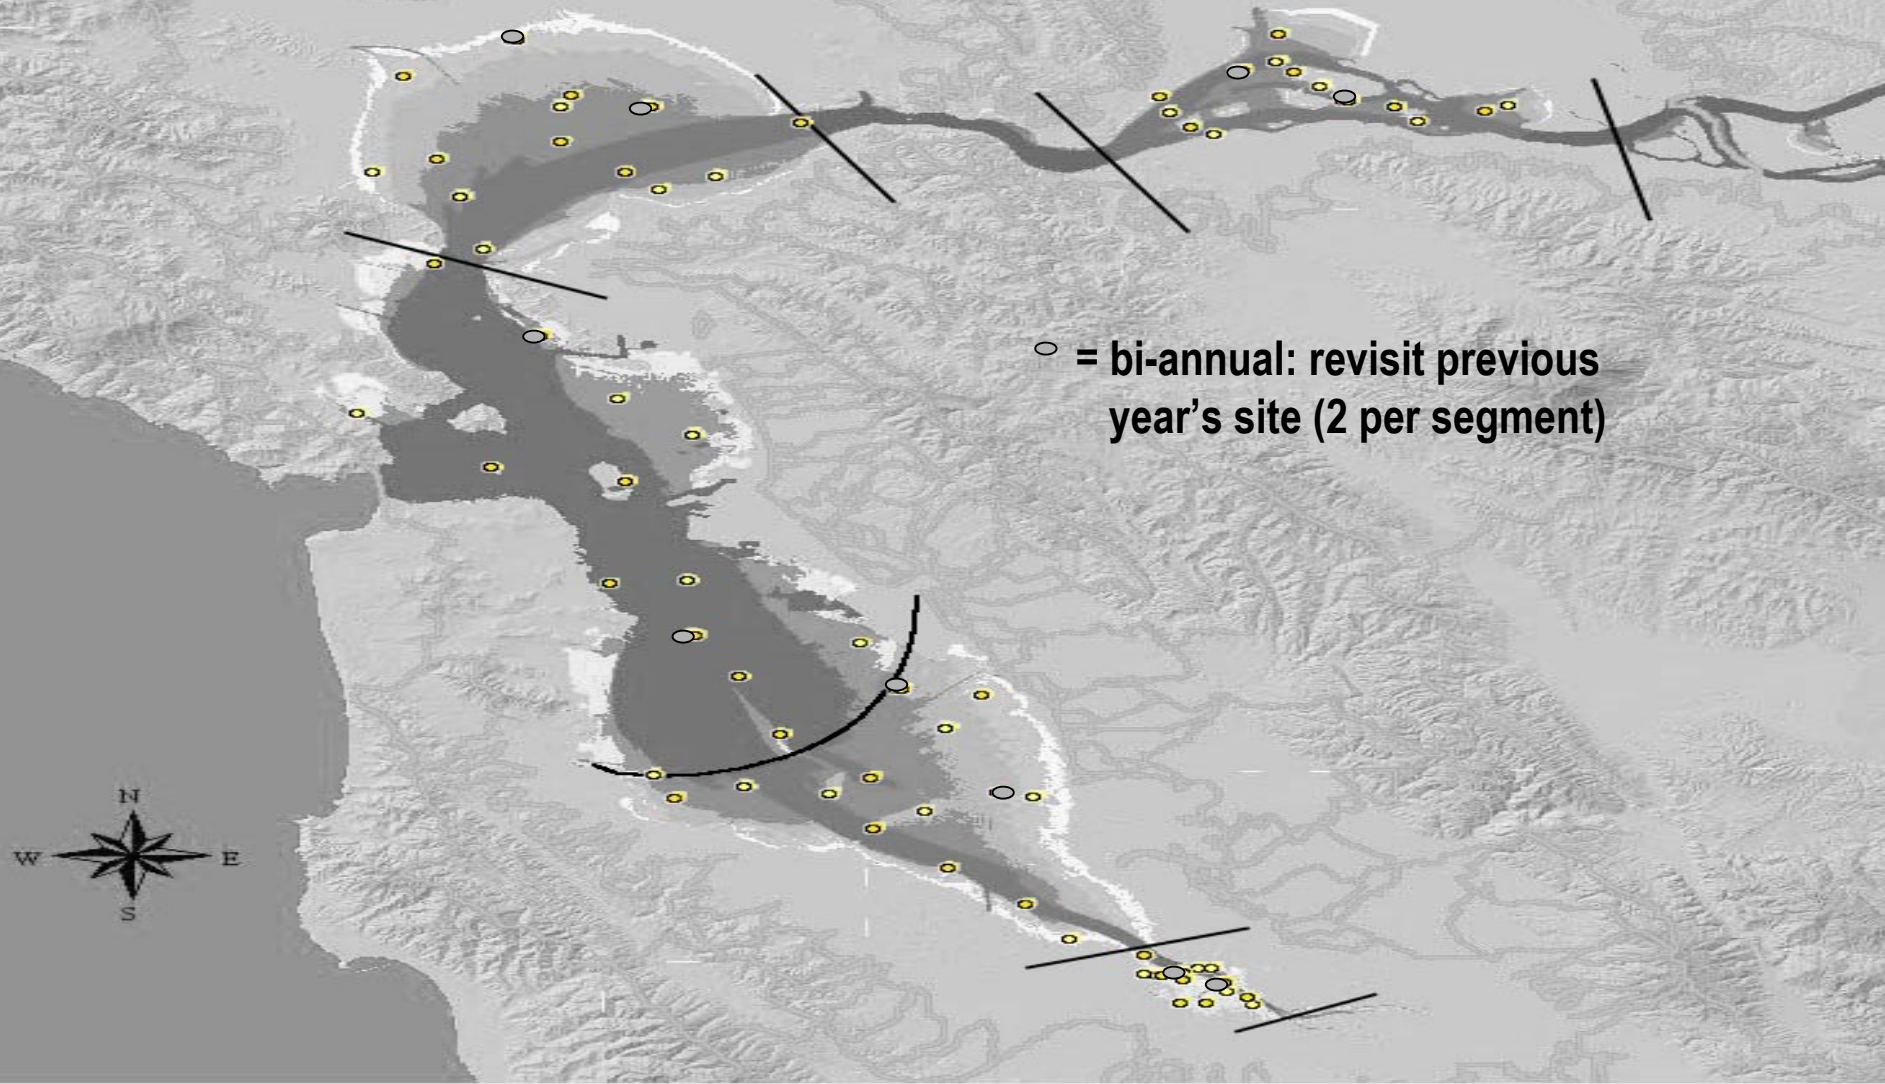 = bi-annual: revisit previous
year’s site (2 per segment)
N
W E
S